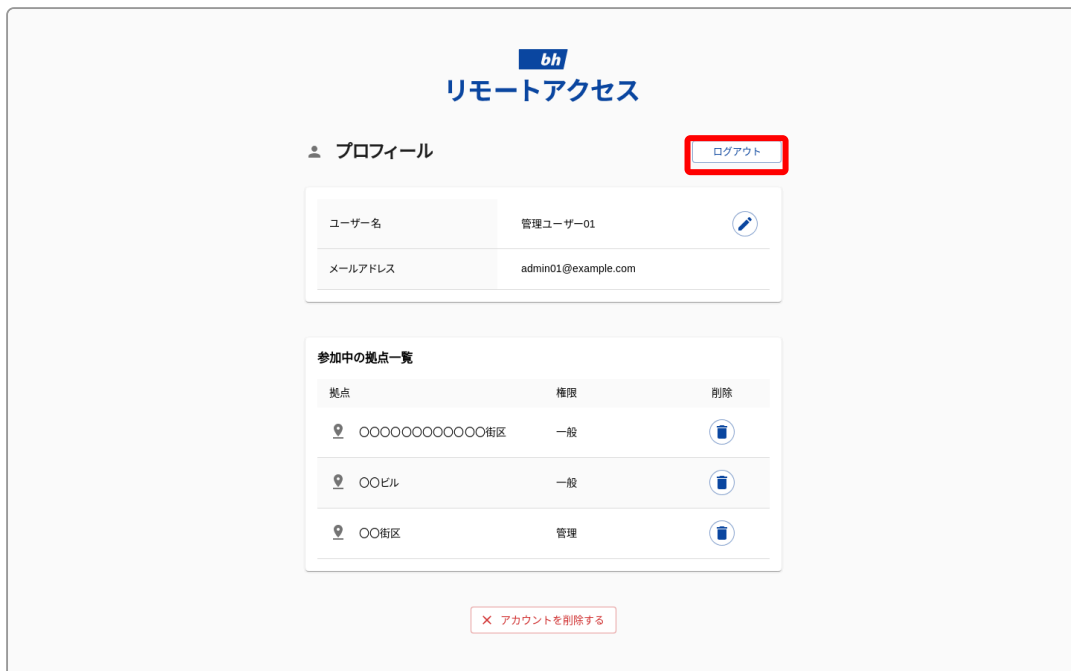 bh
リモートアクセス
プロフィール
ログアウト
ユーザー名 管理ユーザー01
メールアドレス admin01@example.com
参加中の拠点一覧
拠点 権限 削除
〇〇〇〇〇〇〇〇〇〇〇〇街区 一般
〇〇ビル 一般
〇〇街区 管理
× アカウントを削除する